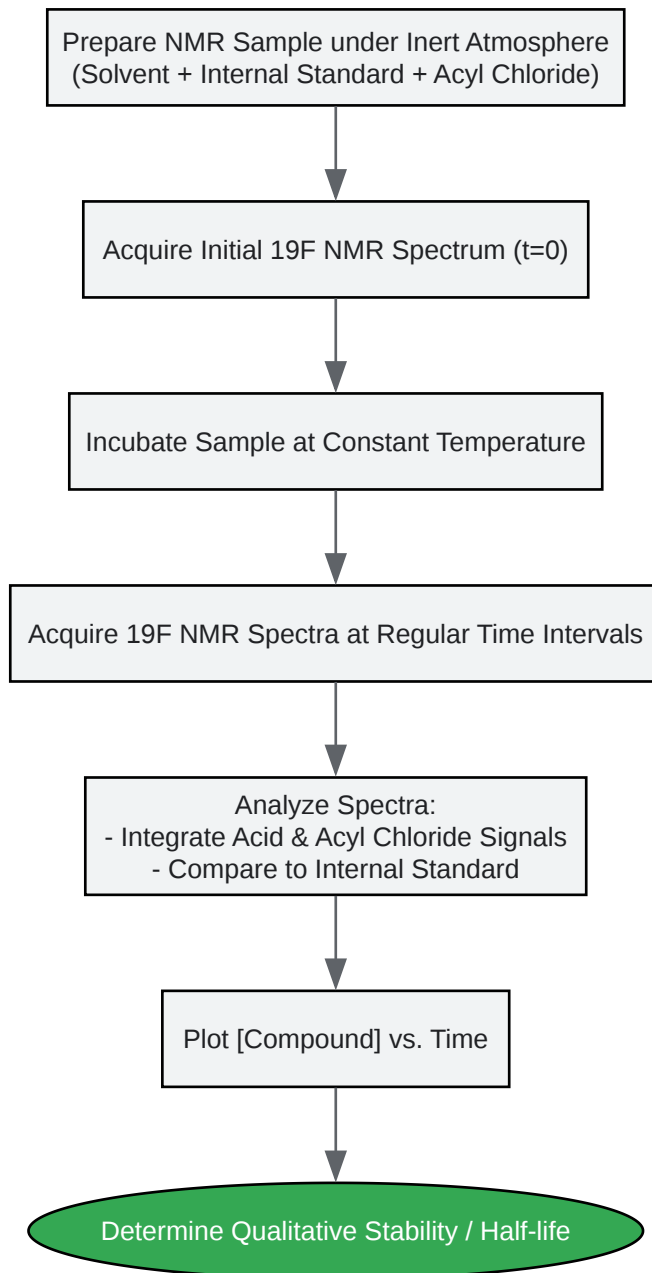 Prepare NMR Sample under Inert Atmosphere
(Solvent + Internal Standard + Acyl Chloride)
Acquire Initial 19F NMR Spectrum (t=0)
Incubate Sample at Constant Temperature
Acquire 19F NMR Spectra at Regular Time Intervals
Analyze Spectra:
- Integrate Acid & Acyl Chloride Signals
- Compare to Internal Standard
Plot [Compound] vs. Time
Determine Qualitative Stability / Half-life